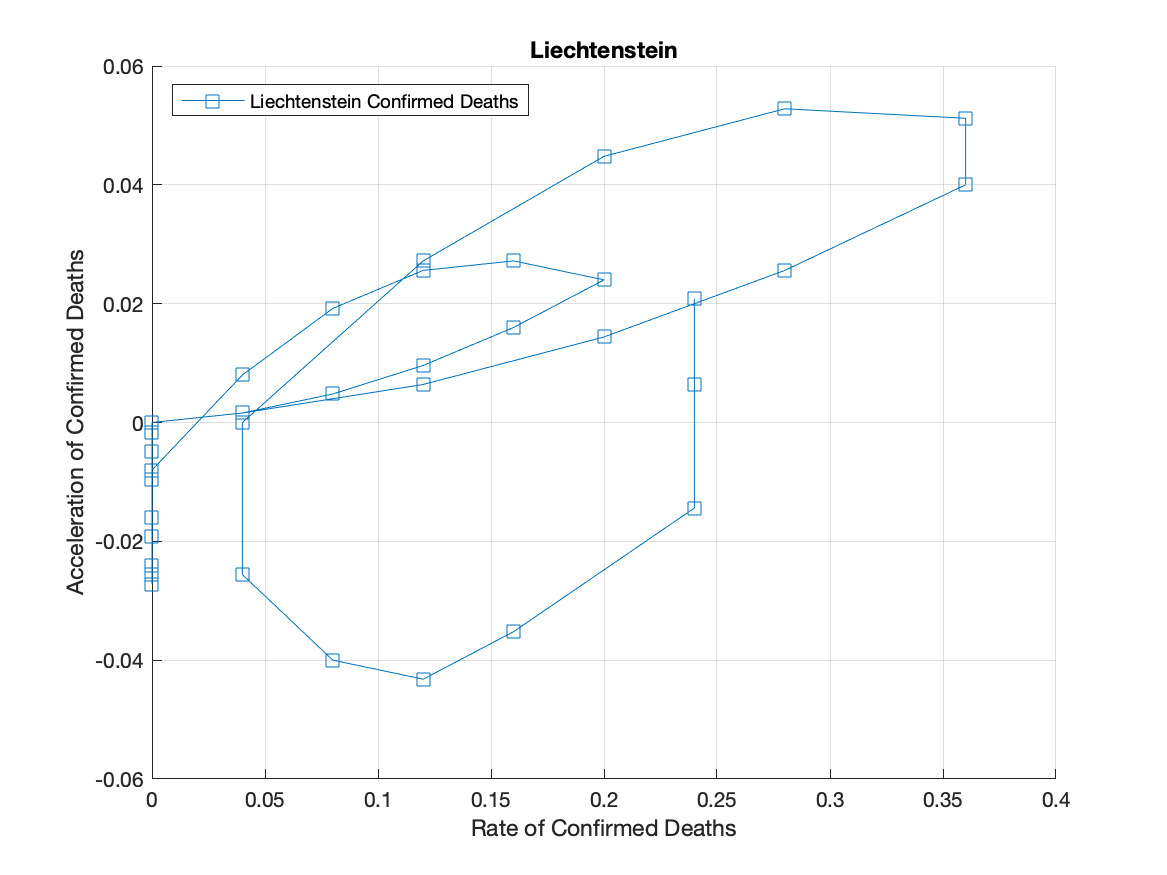 Liechtenstein
Liechtenstein Confirmed Deaths
0.06
0.04
0.02
0
-0.02
-0.04
-0.06
Acceleration of Confirmed Deaths
0 0.05 0.1 0.15 0.2 0.25 0.3 0.35 0.4
Rate of Confirmed Deaths